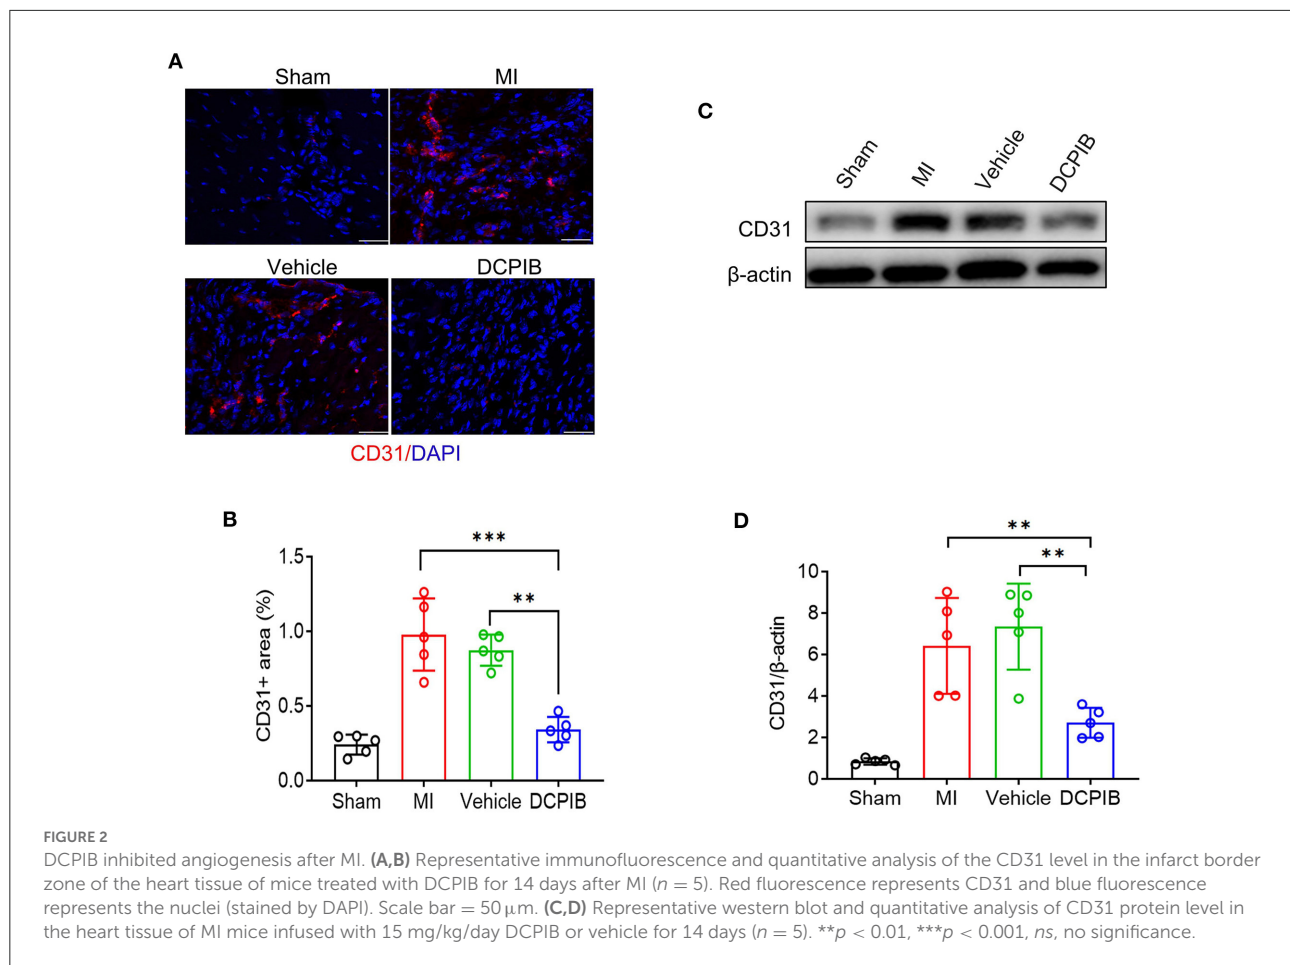 A
Sham
MI
Vehicle
DCPIB
CD31/DAPI
C
Sham
MI
Vehicle
DCPIB
CD31
β-actin
B
***
**
CD31+ area (%)
1.5
1.0
0.5
0.0
Sham
MI
Vehicle
DCPIB
D
**
**
CD31/β-actin
10
8
6
4
2
0
Sham
MI
Vehicle
DCPIB
FIGURE 2
DCPIB inhibited angiogenesis after MI. (A,B) Representative immunofluorescence and quantitative analysis of the CD31 level in the infarct border
zone of the heart tissue of mice treated with DCPIB for 14 days after MI (n = 5). Red fluorescence represents CD31 and blue fluorescence
represents the nuclei (stained by DAPI). Scale bar = 50 μm. (C,D) Representative western blot and quantitative analysis of CD31 protein level in
the heart tissue of MI mice infused with 15 mg/kg/day DCPIB or vehicle for 14 days (n = 5). **p < 0.01, ***p < 0.001, ns, no significance.